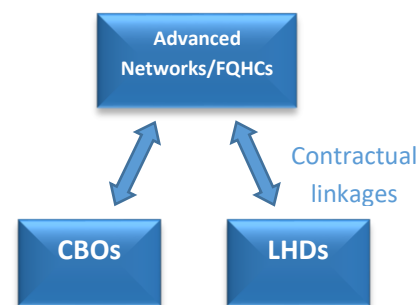 Advanced
Networks/FQHCs
Contractual
linkages
CBOs
LHDs